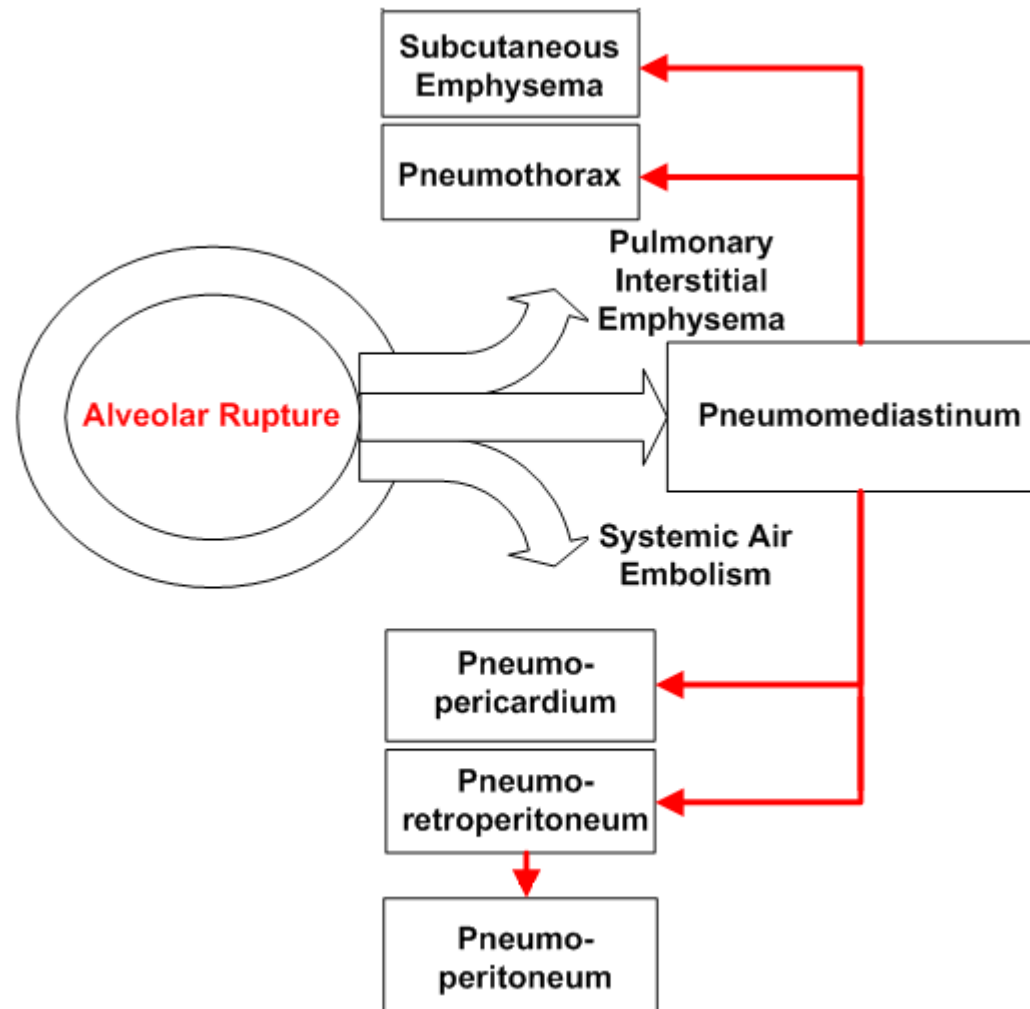 Subcutaneous
Emphysema
Pneumothorax
Pulmonary
Interstitial
Emphysema
Alveolar Rupture
Pneumomediastinum
Systemic Air
Embolism
Pneumo-
pericardium
Pneumo-
retroperitoneum
Pneumo-
peritoneum